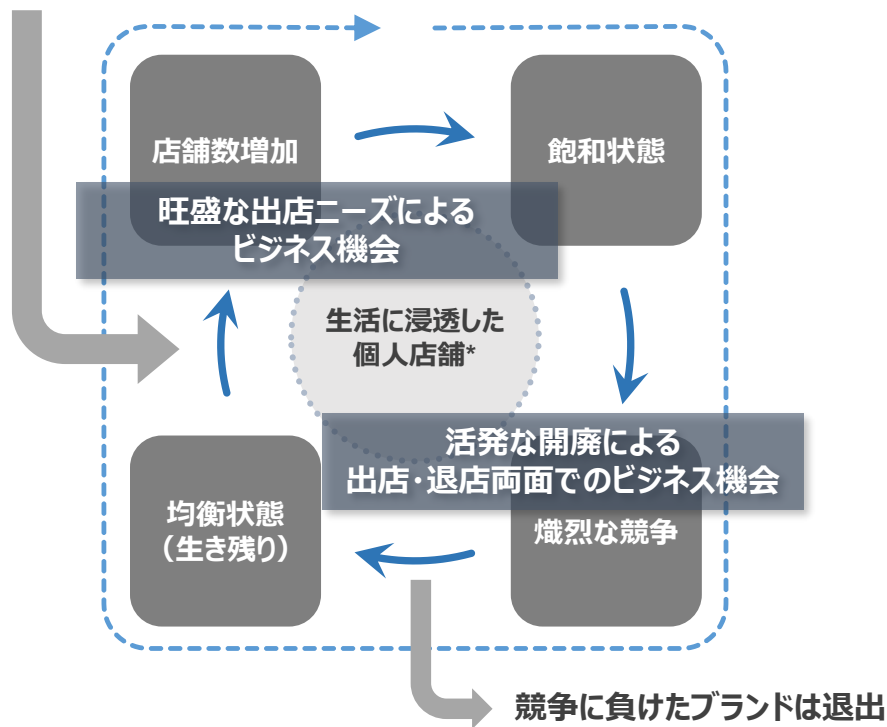 店舗数増加
飽和状態
旺盛な出店ニーズによる
ビジネス機会
生活に浸透した
個人店舗*
活発な開廃による
出店・退店両面でのビジネス機会
均衡状態
（生き残り）
熾烈な競争
競争に負けたブランドは退出